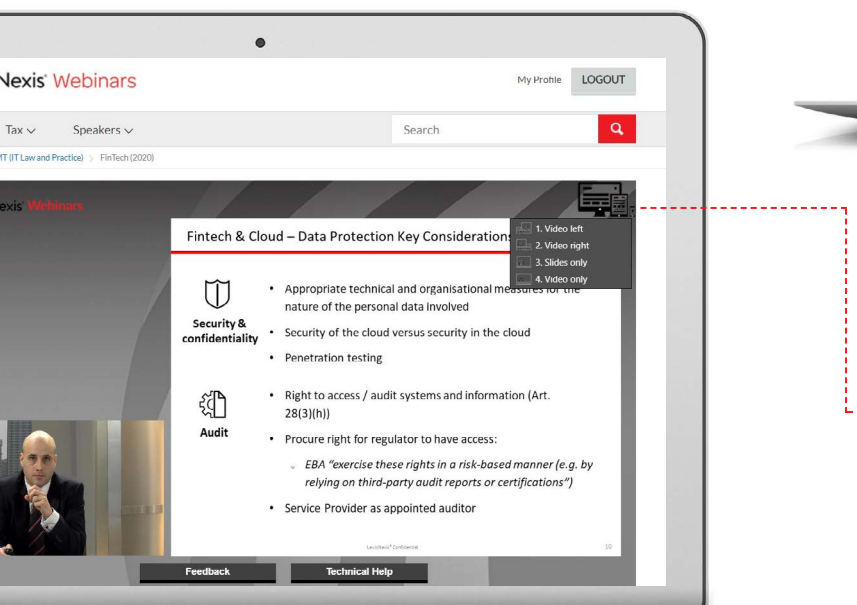 Nexis® Webinars
My Profile
LOGOUT
Tax
Speakers
Search
(IT Law and Practice) > FinTech (2020)
Webinars
Fintech & Cloud – Data Protection Key Considerations
1. Video left
2. Video right
3. Slides only
4. Video only
Security &
confidentiality
• Appropriate technical and organisational measures for the
nature of the personal data involved
• Security of the cloud versus security in the cloud
• Penetration testing
Audit
• Right to access / audit systems and information (Art.
28(3)(h))
• Procure right for regulator to have access:
EBA “exercise these rights in a risk-based manner (e.g. by
relying on third-party audit reports or certifications”)
• Service Provider as appointed auditor
LexisNexis® Confidential
10
Feedback
Technical Help